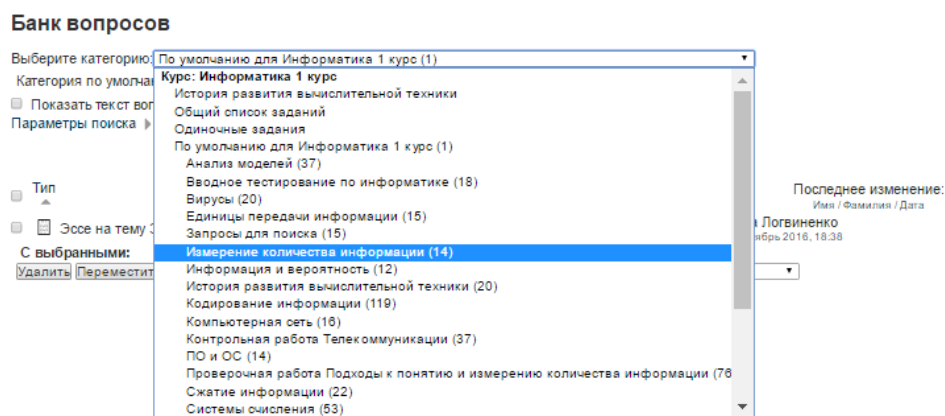 Банк вопросов
Выберите категорию: По умолчанию для Информатика 1 курс (1)
Категория по умолча
Курс: Информатика 1 курс
История развития вычислительной техники
Показать текст воп
Общий список заданий
Параметры поиска
Одиночные задания
По умолчанию для Информатика 1 курс (1)
Анализ моделей (37)
Вводное тестирование по информатике (18)
Вирусы (20)
Единицы передачи информации (15)
Запросы для поиска (15)
Измерение количества информации (14)
Информация и вероятность (12)
История развития вычислительной техники (20)
Кодирование информации (119)
Компьютерная сеть (16)
Контрольная работа Телекоммуникации (37)
ПО и ОС (14)
Проверочная работа Подходы к понятию и измерению количества информации (76
Сжатие информации (22)
Системы счисления (53)
Тип
Последнее изменение:
Имя / Фамилия / Дата
Эссе на тему
Логвиненко
ябрь 2016, 18:38
С выбранными:
Удалить Переместит